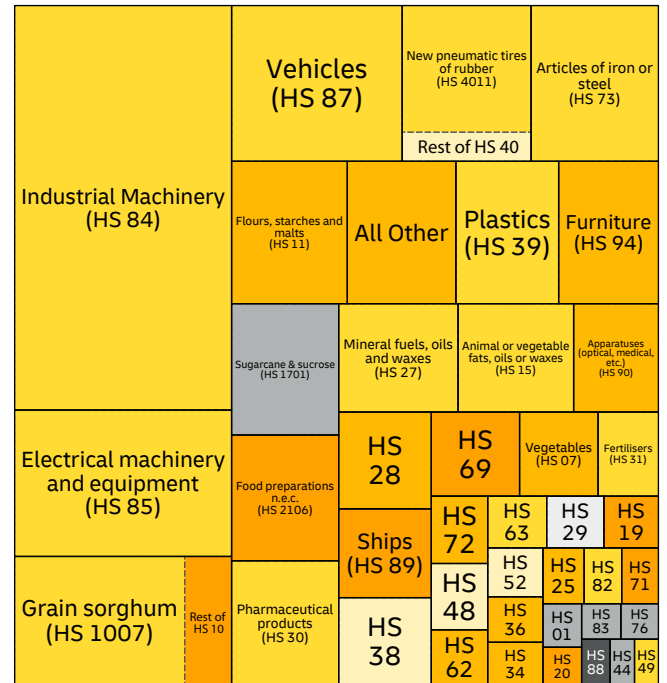 Industrial Machinery
(HS 84)
Vehicles
(HS 87)
New pneumatic tires
of rubber
(HS 4011)
Rest of HS 40
Articles of iron or
steel
(HS 73)
Flours, starches and
malts
(HS 11)
All Other
Plastics
(HS 39)
Furniture
(HS 94)
Sugarcane & sucrose
(HS 1701)
Mineral fuels, oils
and waxes
(HS 27)
Animal or vegetable
fats, oils or waxes
(HS 15)
Apparatuses
(optical, medical,
etc.)
(HS 90)
Electrical machinery
and equipment
(HS 85)
Food preparations
n.e.c.
(HS 2106)
HS
28
HS
69
Vegetables
(HS 07)
Fertilisers
(HS 31)
Ships
(HS 89)
HS
72
HS
63
HS
29
HS
19
Grain sorghum
(HS 1007)
Rest of
HS 10
Pharmaceutical
products
(HS 30)
HS
38
HS
48
HS
62
HS
52
HS
25
HS
82
HS
71
HS
36
HS
34
HS
01
HS
83
HS
76
HS
20
HS
88
HS
44
HS
49